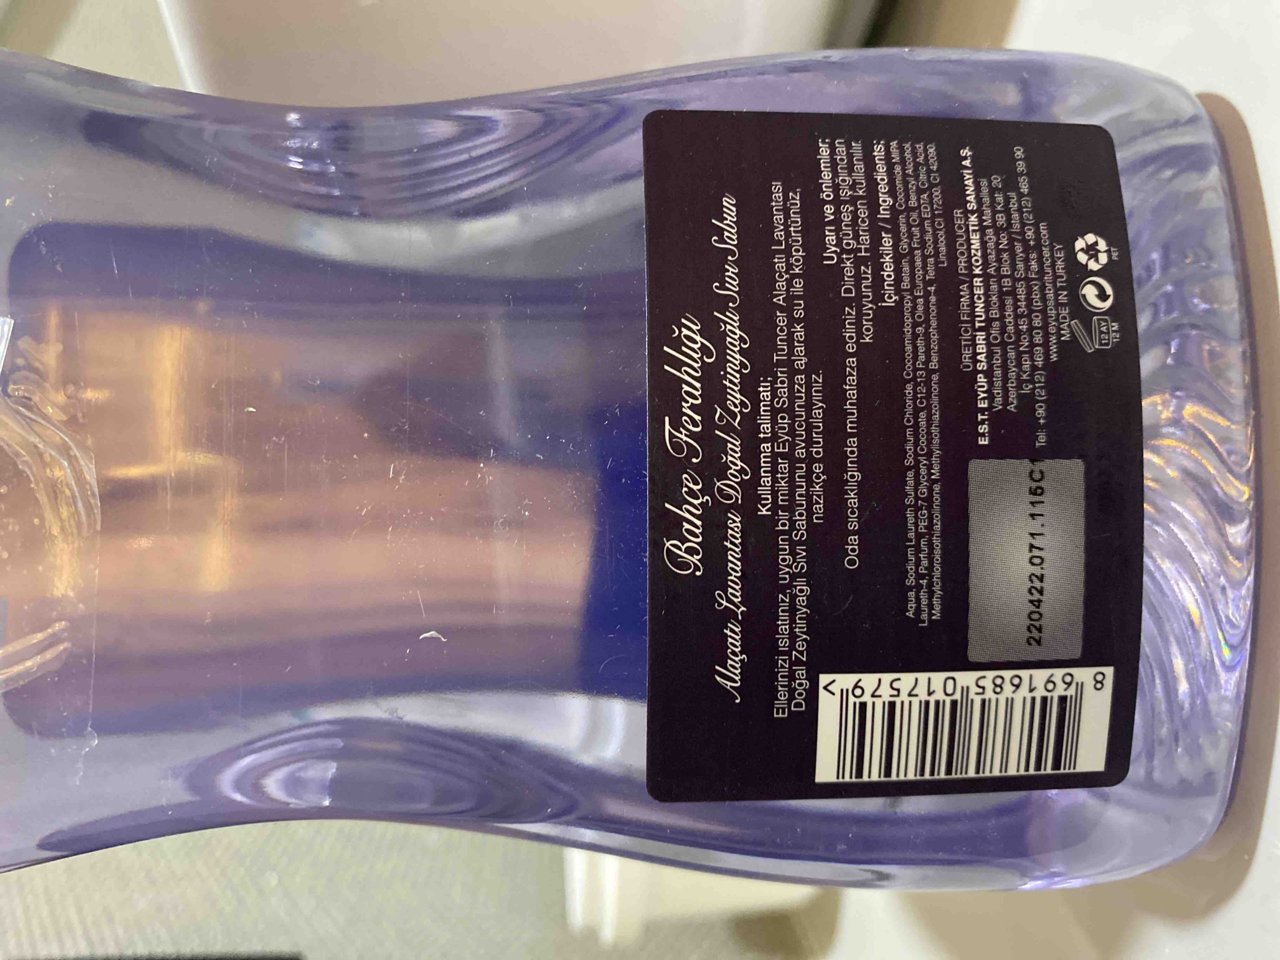 Bahçe Ferahlığı
Alaçatı Lavantası Doğal Zeytinyağlı Sıvı Sabun
Kullanma talimatı;
Ellerinizi ıslatınız, uygun bir miktar Eyüp Sabri Tuncer Alaçatı Lavantası
Doğal Zeytinyağlı Sıvı Sabununu avucunuza alarak su ile köpürtünüz,
nazikçe durulayınız.
Uyarı ve önlemler;
Oda sıcaklığında muhafaza ediniz. Direkt güneş ışığından
koruyunuz. Haricen kullanılır.
İçindekiler / Ingredients;
Aqua, Sodium Laureth Sulfate, Sodium Chloride, Cocoamidopropyl Betain, Glycerin, Cocomide MIPA
Laureth-4, Parfum, PEG-7 Glyceryl Cocoate, C12-13 Pareth-9, Olea Europaea Fruit Oil, Benzyl Alcohol,
Methylchloroisothiazolinone, Methylisothiazolinone, Benzophenone-4, Tetra Sodium EDTA, Citric Acid,
Linalool,CI 17200, CI 42090.
ÜRETİCİ FİRMA / PRODUCER
E.S.T. EYÜP SABRİ TUNCER KOZMETİK SANAYİ A.Ş.
Vadistanbul Ofis Blokları Ayazağa Mahallesi
Azerbaycan Caddesi 1B Blok No: 3B Kat: 20
İç Kapı No:45 34485 Sarıyer / İstanbul
Tel: +90 (212) 469 80 80 (pbx) Faks: +90 (212) 465 39 90
www.eyupsabrituncer.com
MADE IN TURKEY
12 AY
12 M
PET
220422.071.115C1
8 691685 017579 >